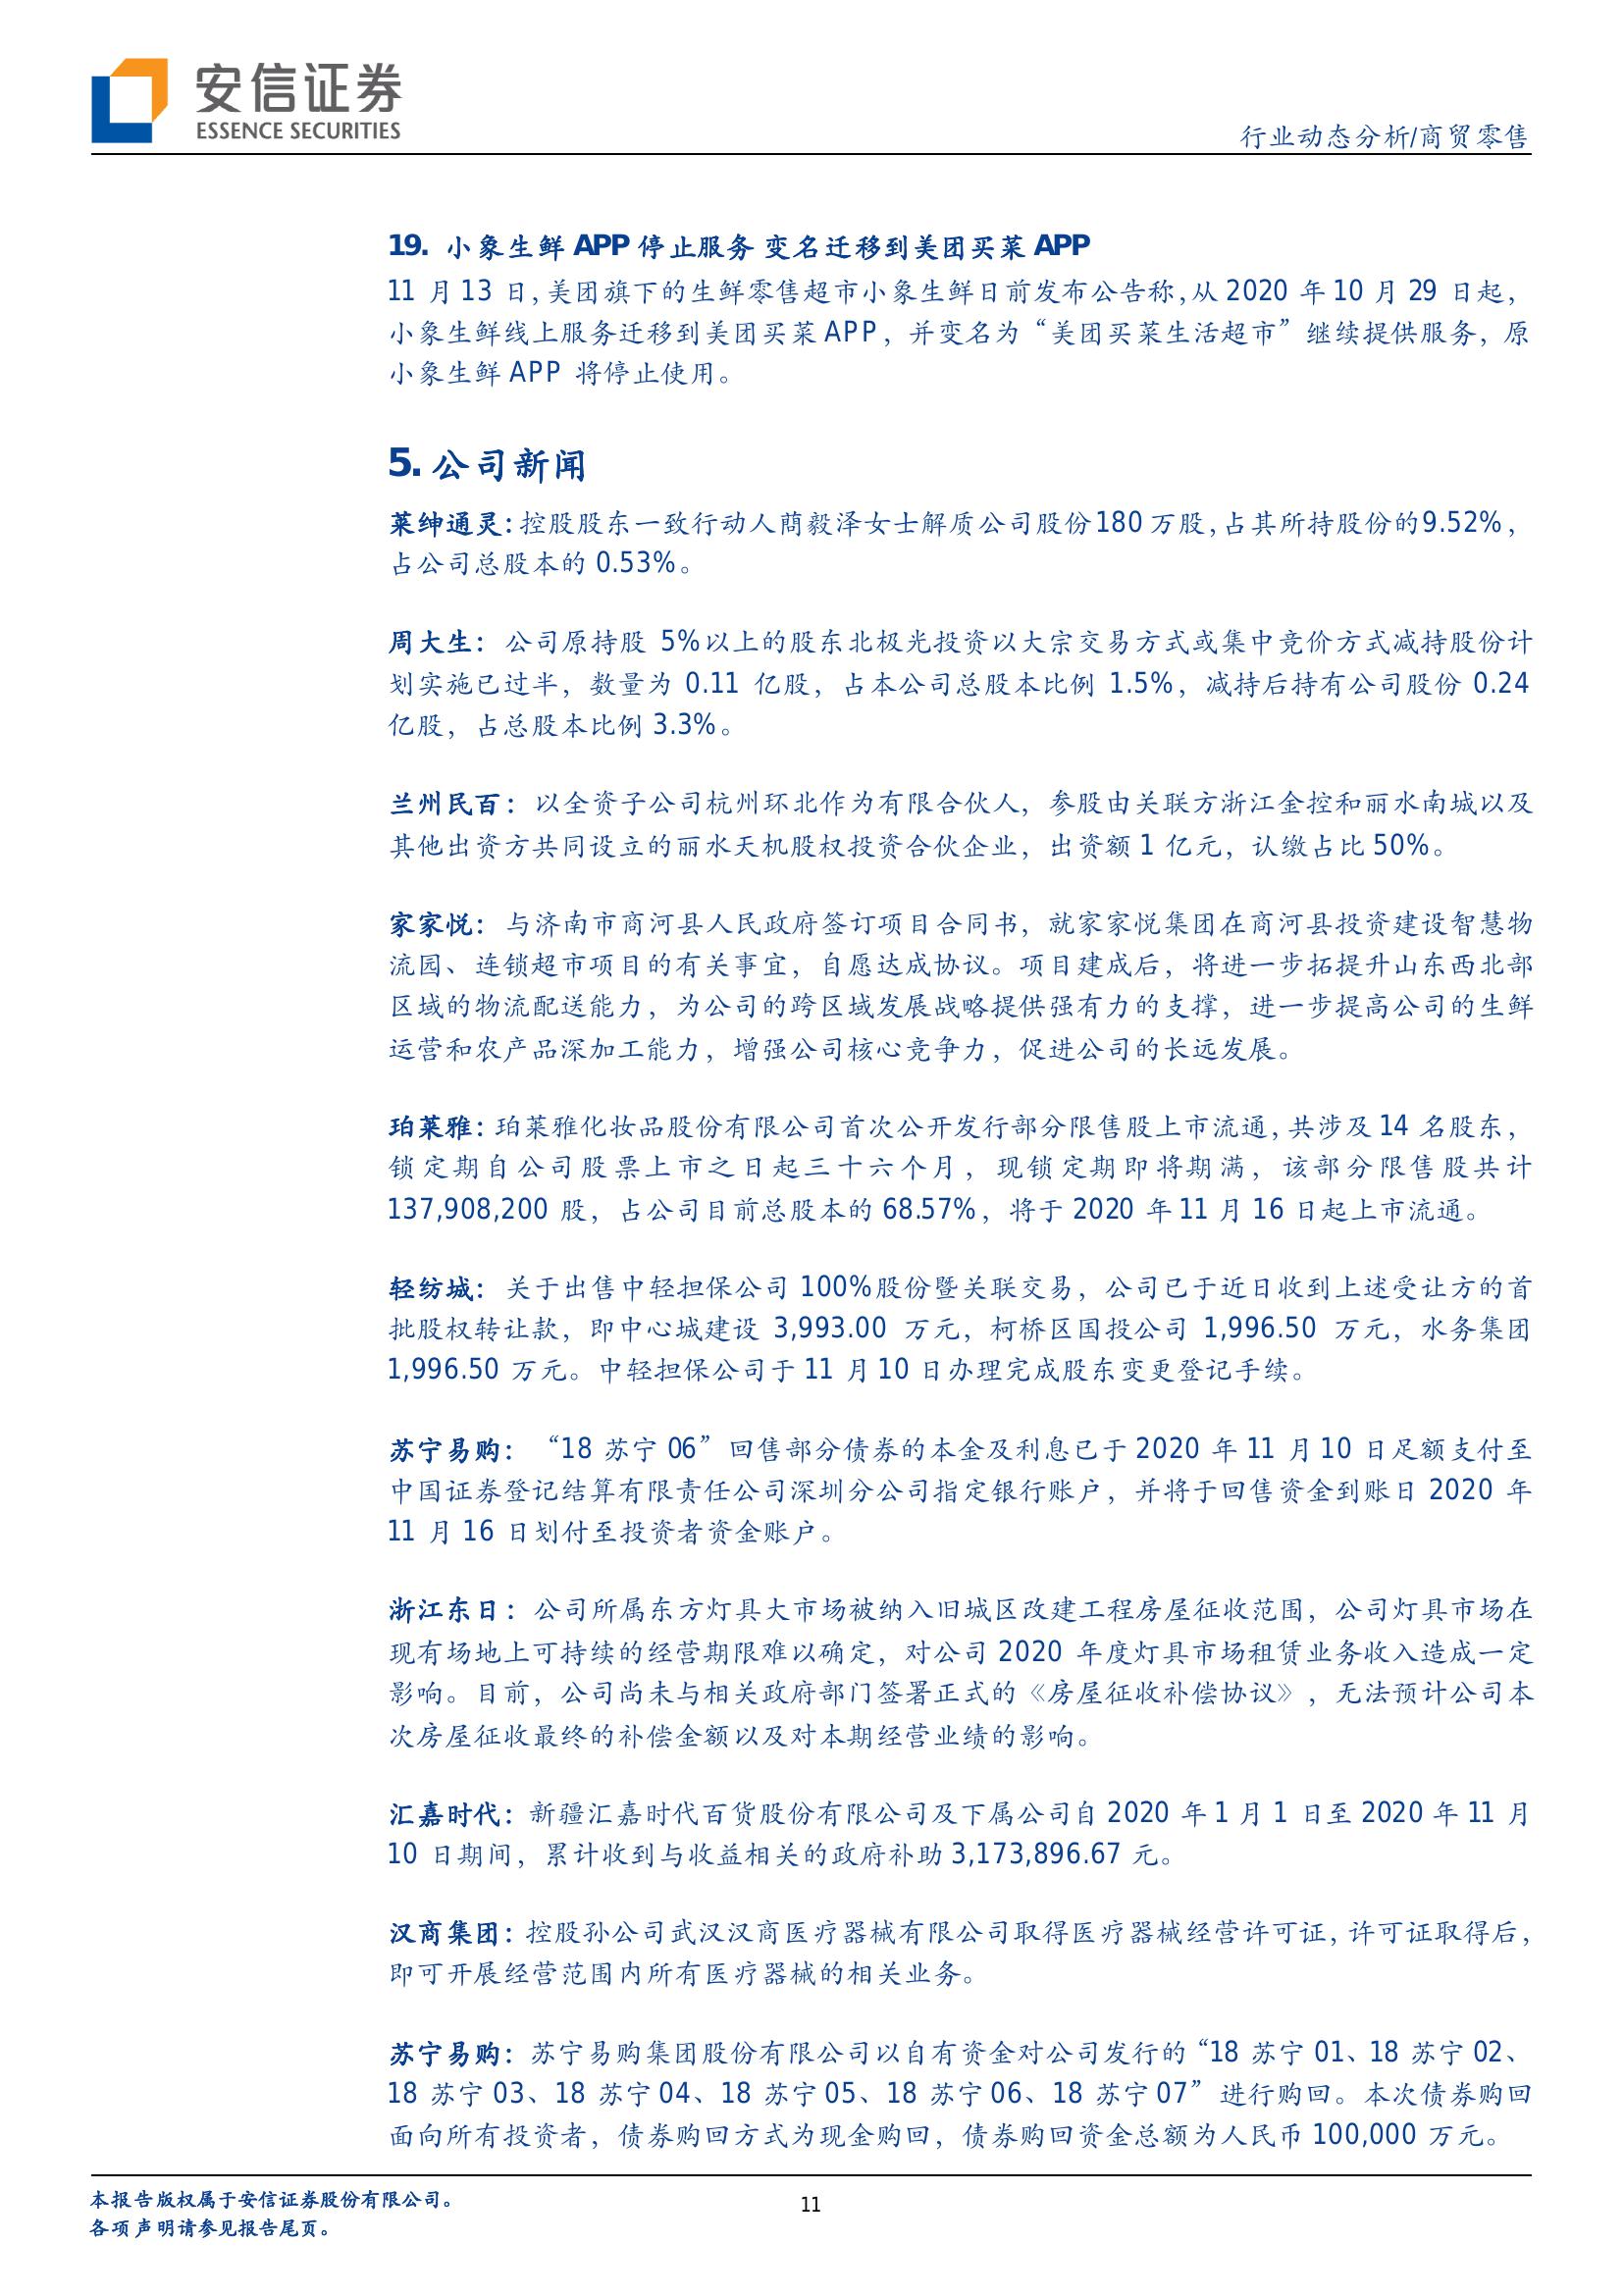 安信证券
ESSENCE SECURITIES
行业动态分析/商贸零售
19. 小象生鲜 APP 停止服务 变名迁移到美团买菜 APP
11 月 13 日，美团旗下的生鲜零售超市小象生鲜日前发布公告称，从 2020 年 10 月 29 日起，
小象生鲜线上服务迁移到美团买菜 APP，并变名为“美团买菜生活超市”继续提供服务，原
小象生鲜 APP 将停止使用。
5. 公司新闻
莱绅通灵：控股股东一致行动人蔄毅泽女士解质公司股份 180 万股，占其所持股份的 9.52%，
占公司总股本的 0.53%。
周大生：公司原持股 5%以上的股东北极光投资以大宗交易方式或集中竞价方式减持股份计
划实施已过半，数量为 0.11 亿股，占本公司总股本比例 1.5%，减持后持有公司股份 0.24
亿股，占总股本比例 3.3%。
兰州民百：以全资子公司杭州环北作为有限合伙人，参股由关联方浙江金控和丽水南城以及
其他出资方共同设立的丽水天机股权投资合伙企业，出资额 1 亿元，认缴占比 50%。
家家悦：与济南市商河县人民政府签订项目合同书，就家家悦集团在商河县投资建设智慧物
流园、连锁超市项目的有关事宜，自愿达成协议。项目建成后，将进一步拓提升山东西北部
区域的物流配送能力，为公司的跨区域发展战略提供强有力的支撑，进一步提高公司的生鲜
运营和农产品深加工能力，增强公司核心竞争力，促进公司的长远发展。
珀莱雅：珀莱雅化妆品股份有限公司首次公开发行部分限售股上市流通，共涉及 14 名股东，
锁定期自公司股票上市之日起三十六个月，现锁定期即将期满，该部分限售股共计
137,908,200 股，占公司目前总股本的 68.57%，将于 2020 年 11 月 16 日起上市流通。
轻纺城：关于出售中轻担保公司 100%股份暨关联交易，公司已于近日收到上述受让方的首
批股权转让款，即中心城建设 3,993.00 万元，柯桥区国投公司 1,996.50 万元，水务集团
1,996.50 万元。中轻担保公司于 11 月 10 日办理完成股东变更登记手续。
苏宁易购：“18 苏宁 06”回售部分债券的本金及利息已于 2020 年 11 月 10 日足额支付至
中国证券登记结算有限责任公司深圳分公司指定银行账户，并将于回售资金到账日 2020 年
11 月 16 日划付至投资者资金账户。
浙江东日：公司所属东方灯具大市场被纳入旧城区改建工程房屋征收范围，公司灯具市场在
现有场地上可持续的经营期限难以确定，对公司 2020 年度灯具市场租赁业务收入造成一定
影响。目前，公司尚未与相关政府部门签署正式的《房屋征收补偿协议》，无法预计公司本
次房屋征收最终的补偿金额以及对本期经营业绩的影响。
汇嘉时代：新疆汇嘉时代百货股份有限公司及下属公司自 2020 年 1 月 1 日至 2020 年 11 月
10 日期间，累计收到与收益相关的政府补助 3,173,896.67 元。
汉商集团：控股孙公司武汉汉商医疗器械有限公司取得医疗器械经营许可证，许可证取得后，
即可开展经营范围内所有医疗器械的相关业务。
苏宁易购：苏宁易购集团股份有限公司以自有资金对公司发行的“18 苏宁 01、18 苏宁 02、
18 苏宁 03、18 苏宁 04、18 苏宁 05、18 苏宁 06、18 苏宁 07”进行购回。本次债券购回
面向所有投资者，债券购回方式为现金购回，债券购回资金总额为人民币 100,000 万元。
本报告版权属于安信证券股份有限公司。
11
各项声明请参见报告尾页。